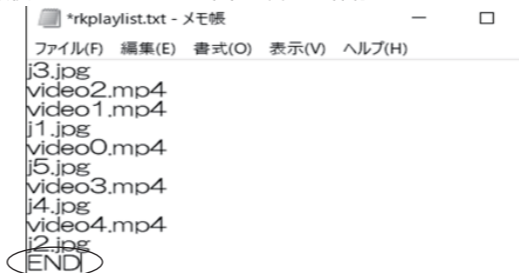 *rkplaylist.txt - メモ帳
ファイル(F) 編集(E) 書式(O) 表示(V) ヘルプ(H)
j3.jpg
video2.mp4
video1.mp4
j1.jpg
video0.mp4
j5.jpg
video3.mp4
j4.jpg
video4.mp4
j2.jpg
END